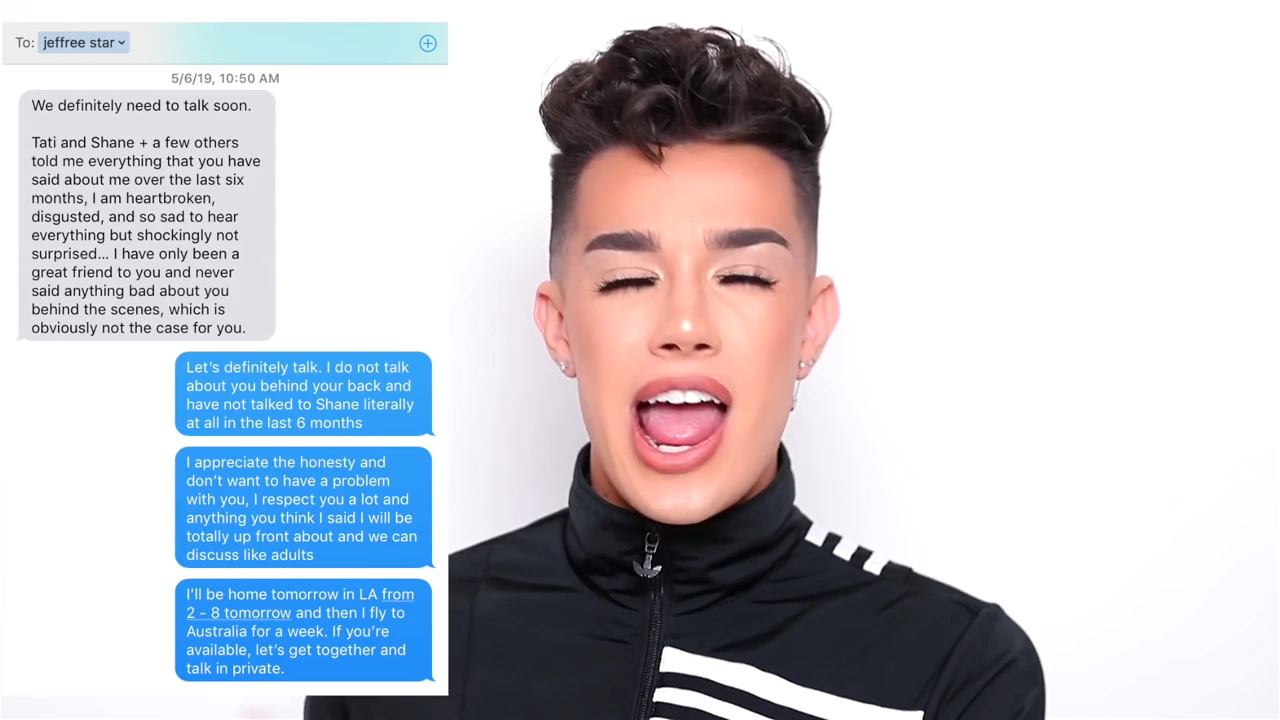 To: jeffree star
5/6/19, 10:50 AM
We definitely need to talk soon.
Tati and Shane + a few others
told me everything that you have
said about me over the last six
months, I am heartbroken,
disgusted, and so sad to hear
everything but shockingly not
surprised... I have only been a
great friend to you and never
said anything bad about you
behind the scenes, which is
obviously not the case for you.
Let's definitely talk. I do not talk
about you behind your back and
have not talked to Shane literally
at all in the last 6 months
I appreciate the honesty and
don't want to have a problem
with you, I respect you a lot and
anything you think I said I will be
totally up front about and we can
discuss like adults
I'll be home tomorrow in LA from
2 - 8 tomorrow and then I fly to
Australia for a week. If you're
available, let's get together and
talk in private.